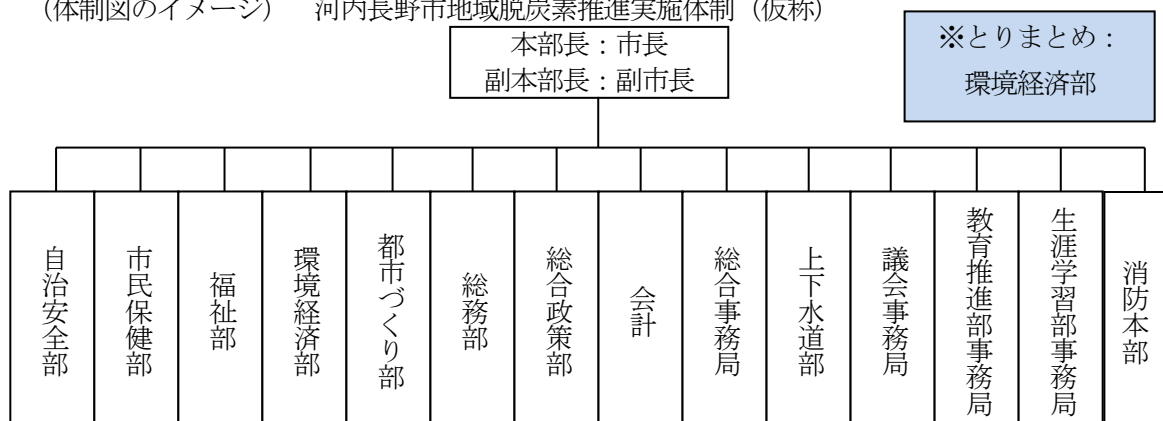 （体制図のイメージ）　河内長野市地域脱炭素推進実施体制（仮称）
本部長：市長
副本部長：副市長
※とりまとめ：
環境経済部
自治安全部
市民保健部
福祉部
環境経済部
都市づくり部
総務部
総合政策部
会計
総合事務局
上下水道部
議会事務局
教育推進部事務局
生涯学習部事務局
消防本部